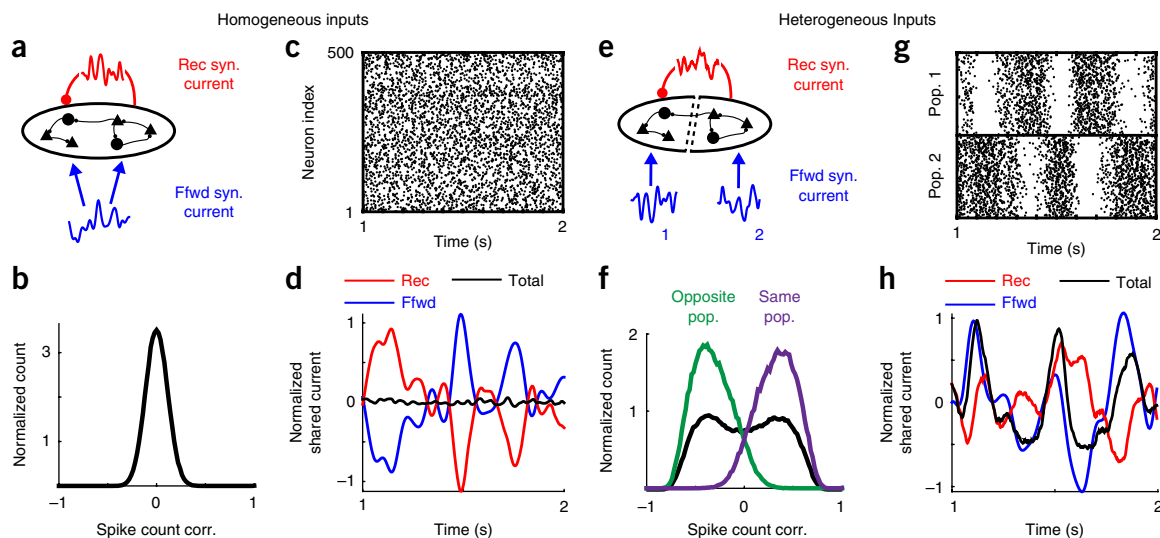 Homogeneous inputs
Heterogeneous Inputs
a
Rec syn.
current
Ffwd syn.
current
c
500
Neuron index
1
1
2
Time (s)
e
Rec syn.
current
Ffwd syn.
current
1
2
g
Pop. 1
Pop. 2
1
2
Time (s)
b
Normalized count
3
1
−1
0
1
Spike count corr.
d
Rec
Total
Ffwd
Normalized
shared current
1
0
−1
1
2
Time (s)
f
Opposite
pop.
Same
pop.
Normalized count
2
1
0
−1
0
1
Spike count corr.
h
Rec
Total
Ffwd
Normalized
shared current
1
0
−1
1
2
Time (s)